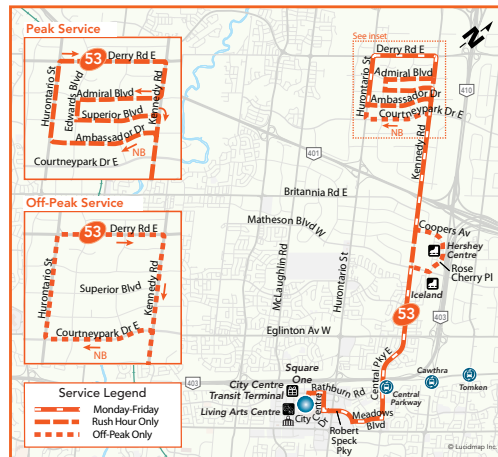 Peak Service
53
Derry Rd E
Hurontario St
Edwards Blvd
Admiral Blvd
Superior Blvd
Ambassador Dr
Kennedy Rd
NB
Courtneypark Dr E
Off-Peak Service
53
Derry Rd E
Hurontario St
Superior Blvd
Kennedy Rd
Courtneypark Dr E
NB
Service Legend
Monday-Friday
Rush Hour Only
Off-Peak Only
N
See inset
Derry Rd E
Admiral Blvd
Ambassador Dr
Courtneypark Dr E
Hurontario St
NB
Kennedy Rd
410
401
Britannia Rd E
Matheson Blvd W
McLaughlin Rd
Hurontario St
Coopers Av
Hershey
Centre
Rose
Cherry Pl
Iceland
403
53
Eglinton Av W
Central Pky E
403
Square
One
City Centre
Transit Terminal
Rathburn Rd
Living Arts Centre
City
Centre
Dr
Robert
Speck
Pky
Meadows
Blvd
Central
Parkway
Cawthra
Tomken
© Lucidmap Inc.